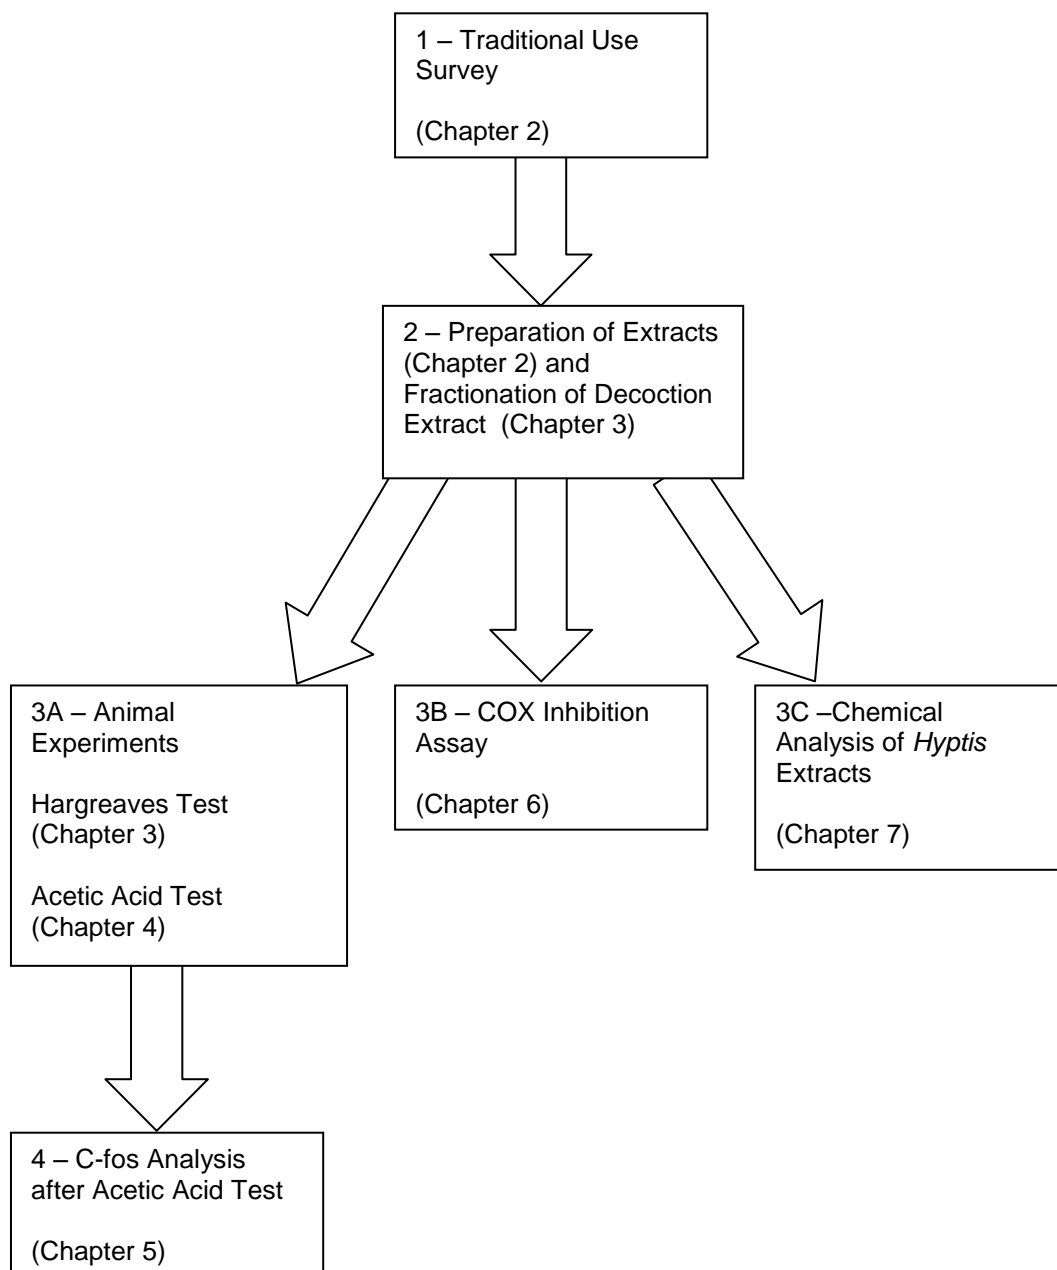 1 – Traditional Use
Survey
(Chapter 2)
2 – Preparation of Extracts
(Chapter 2) and
Fractionation of Decoction
Extract  (Chapter 3)
3A – Animal
Experiments
Hargreaves Test
(Chapter 3)
Acetic Acid Test
(Chapter 4)
3B – COX Inhibition
Assay
(Chapter 6)
3C –Chemical
Analysis of Hyptis
Extracts
(Chapter 7)
4 – C-fos Analysis
after Acetic Acid Test
(Chapter 5)